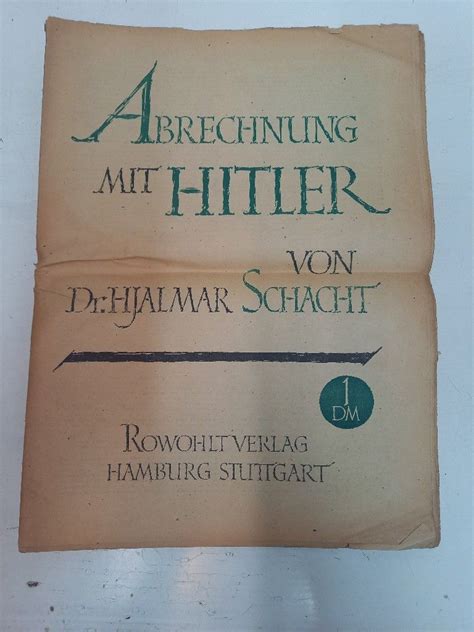 ABRECHNUNG
MIT HITLER
VON
Dr. HJALMAR SCHACHT
1
DM
ROWOHLT VERLAG
HAMBURG STUTTGART